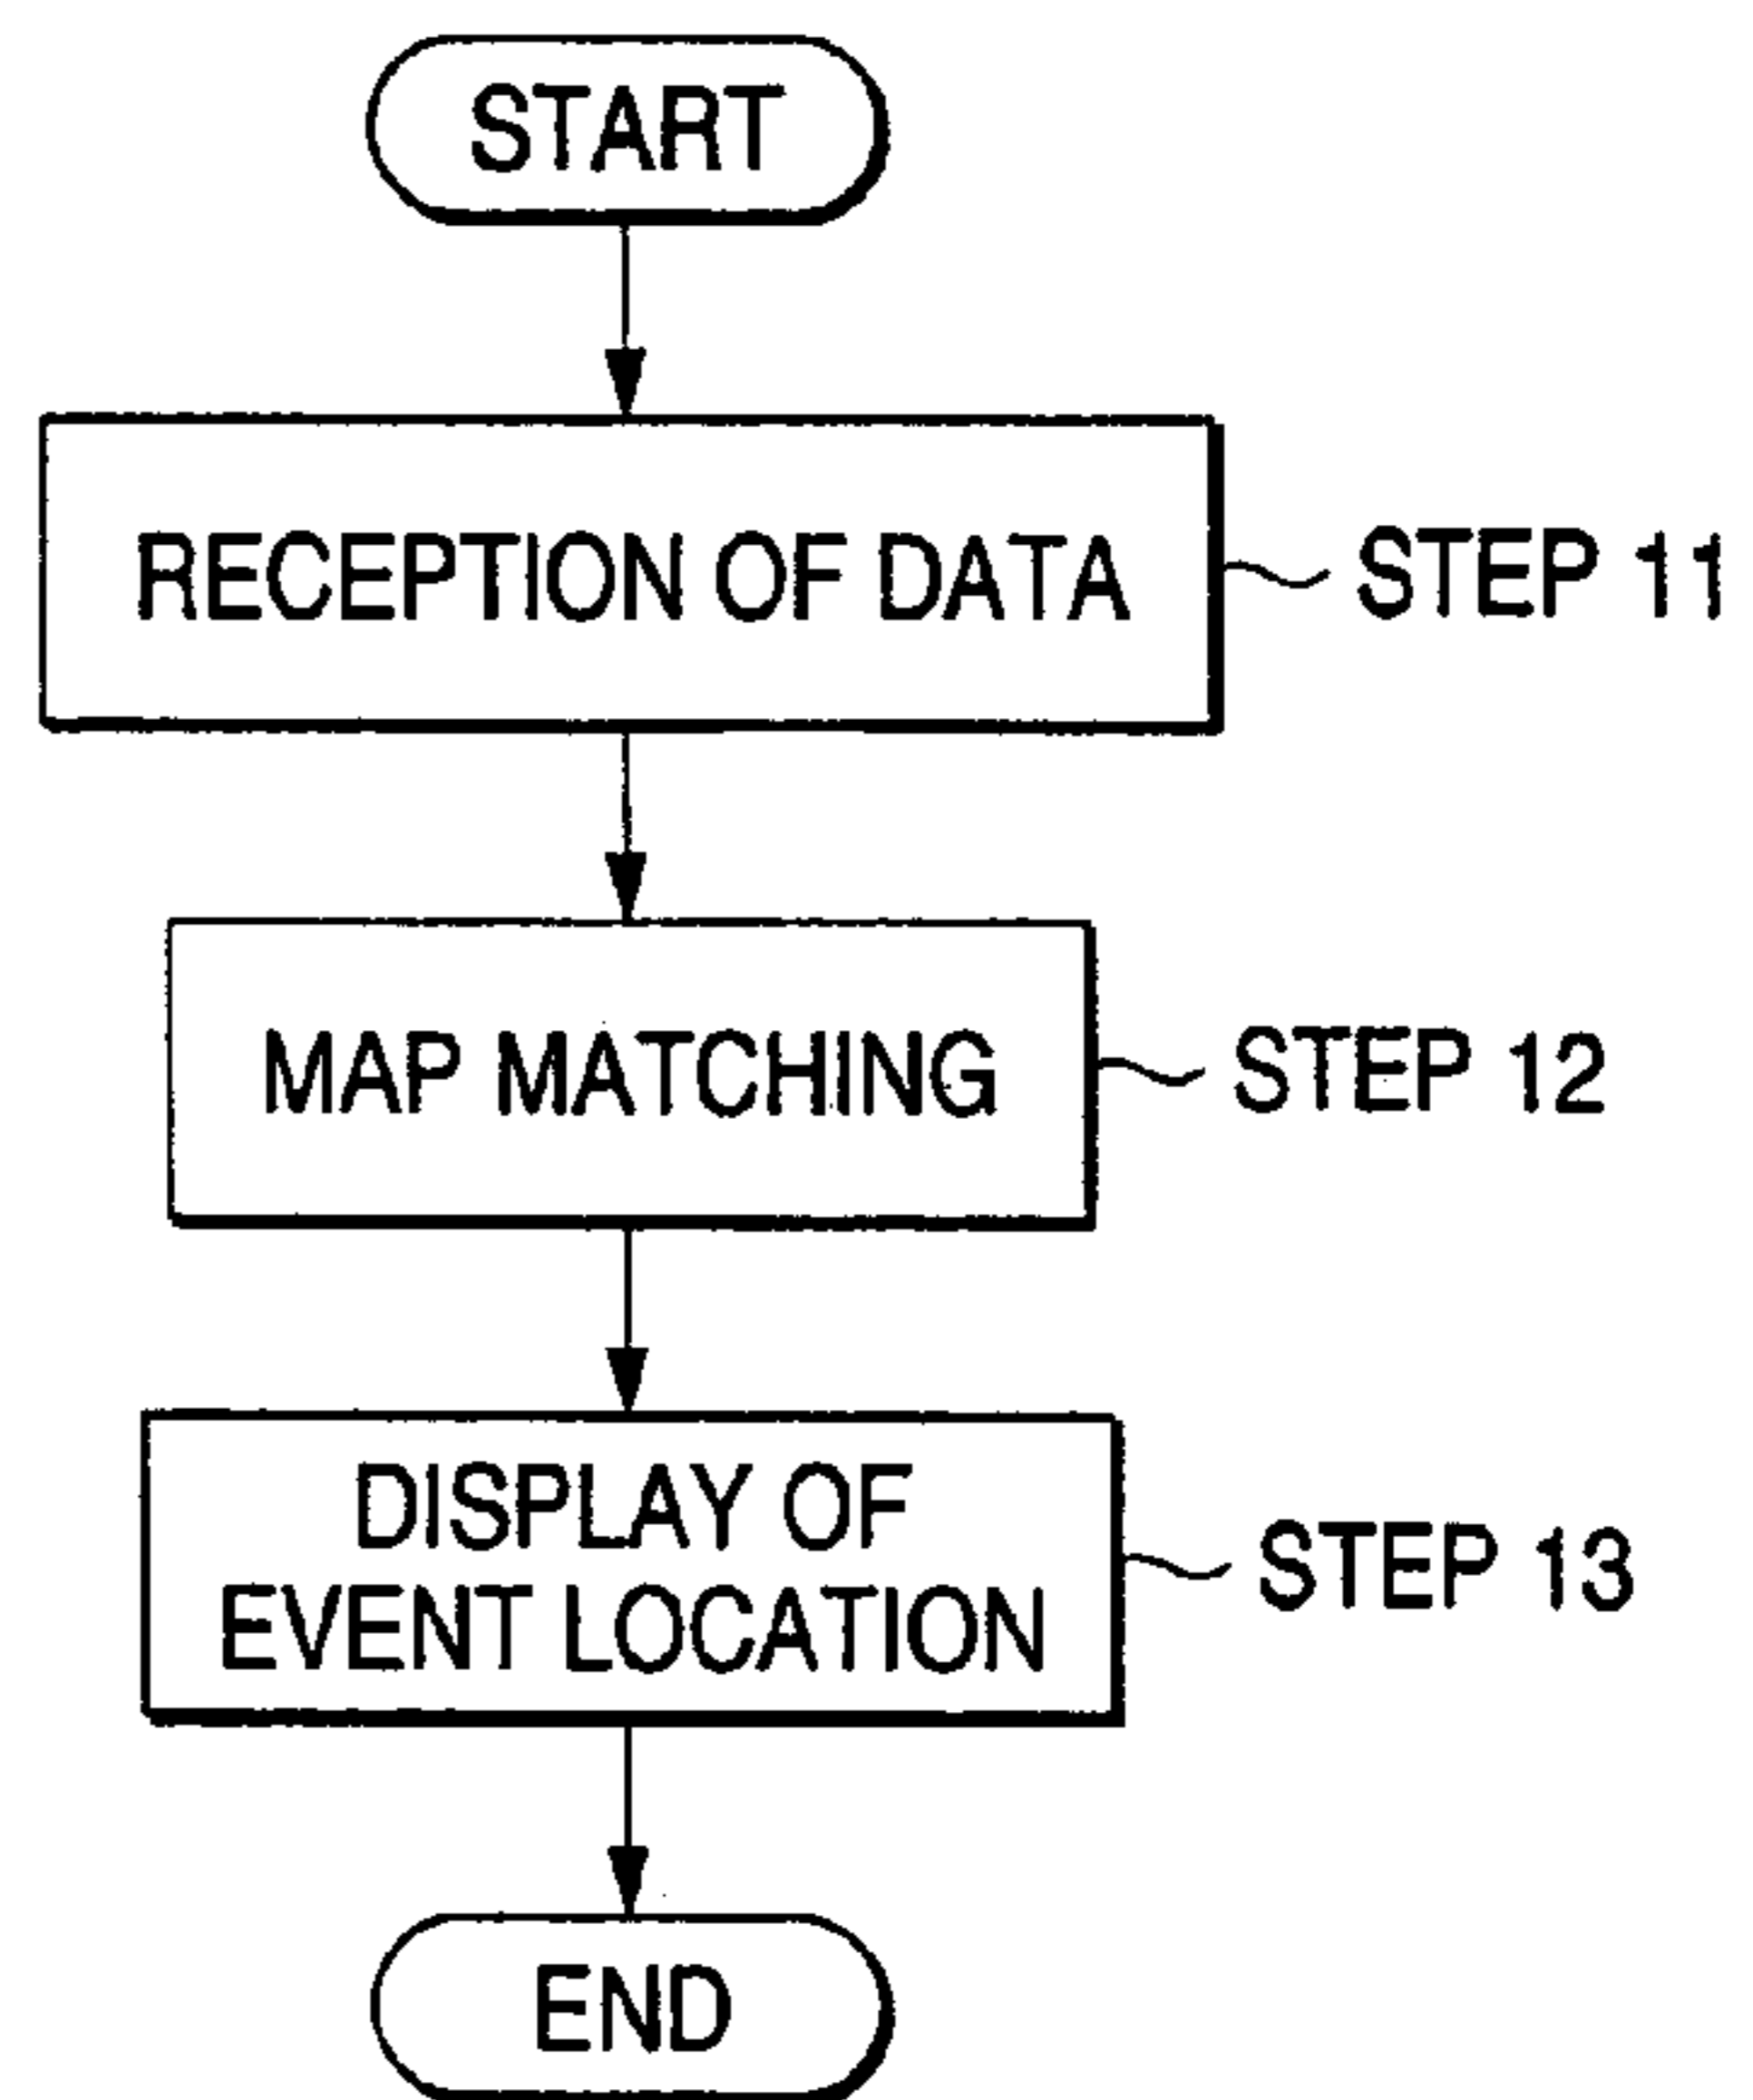 START
RECEPTION OF DATA
STEP 11
MAP MATCHING
STEP 12
DISPLAY OF
EVENT LOCATION
STEP 13
END